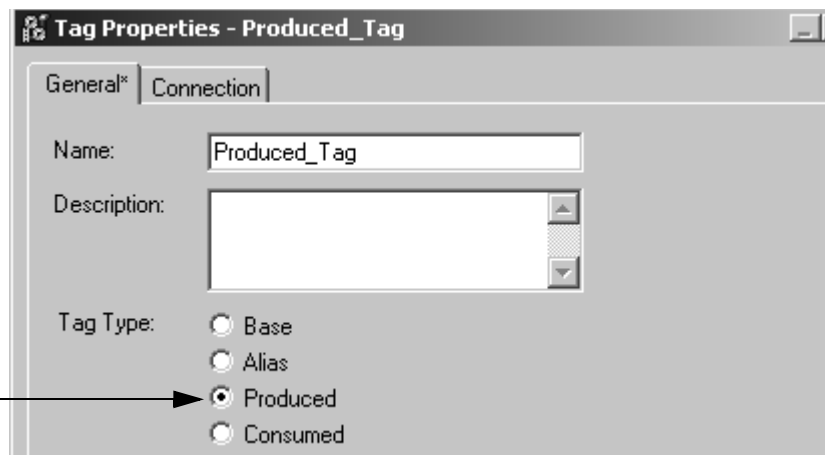 Tag Properties - Produced_Tag
General* Connection
Name: Produced_Tag
Description:
Tag Type: Base
Alias
Produced
Consumed